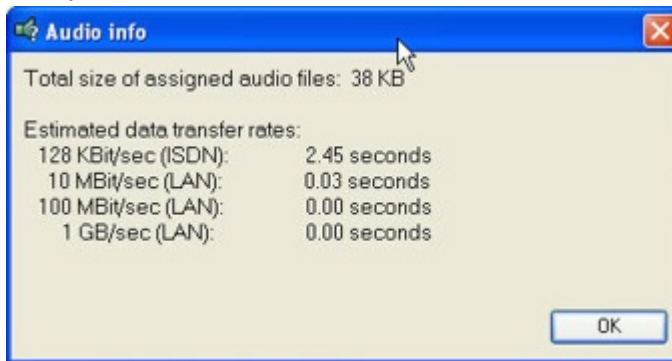 Audio info
Total size of assigned audio files: 38 KB
Estimated data transfer rates:
128 KBit/sec (ISDN): 2.45 seconds
10 MBit/sec (LAN): 0.03 seconds
100 MBit/sec (LAN): 0.00 seconds
1 GB/sec (LAN): 0.00 seconds
OK